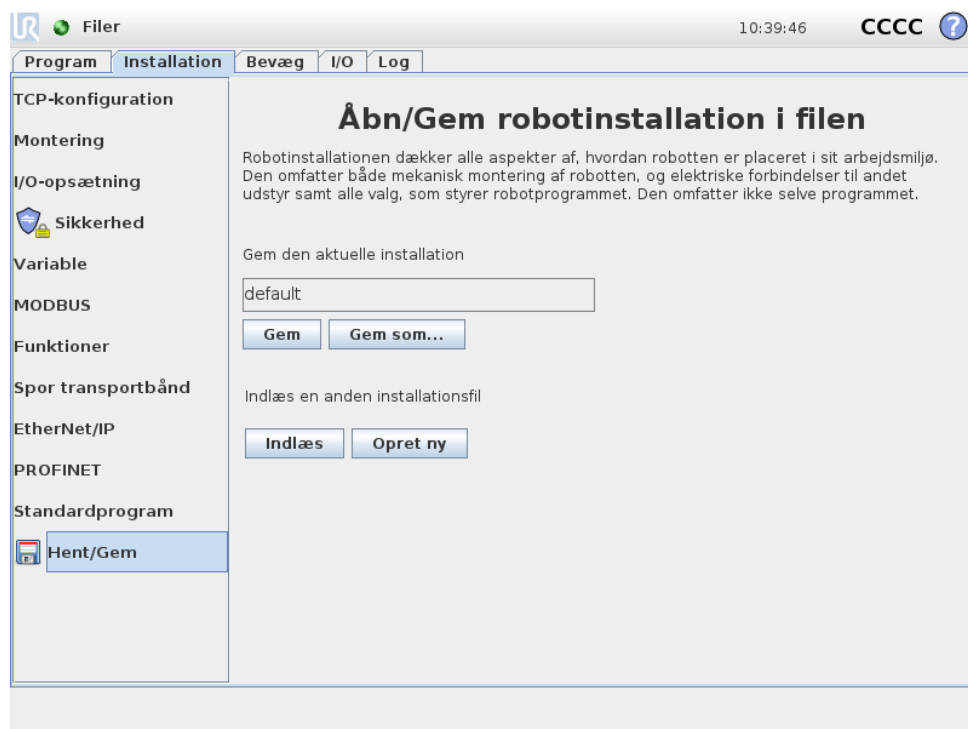 UR Filer 10:39:46 CCCC ?
Program Installation Bevæg I/O Log
TCP-konfiguration
Montering
I/O-opsætning
Sikkerhed
Variable
MODBUS
Funktioner
Spor transportbånd
EtherNet/IP
PROFINET
Standardprogram
Hent/Gem
Åbn/Gem robotinstallation i filen
Robotinstallationen dækker alle aspekter af, hvordan robotten er placeret i sit arbejdsmiljø.
Den omfatter både mekanisk montering af robotten, og elektriske forbindelser til andet
udstyr samt alle valg, som styrer robotprogrammet. Den omfatter ikke selve programmet.
Gem den aktuelle installation
default
Gem Gem som...
Indlæs en anden installationsfil
Indlæs Opret ny